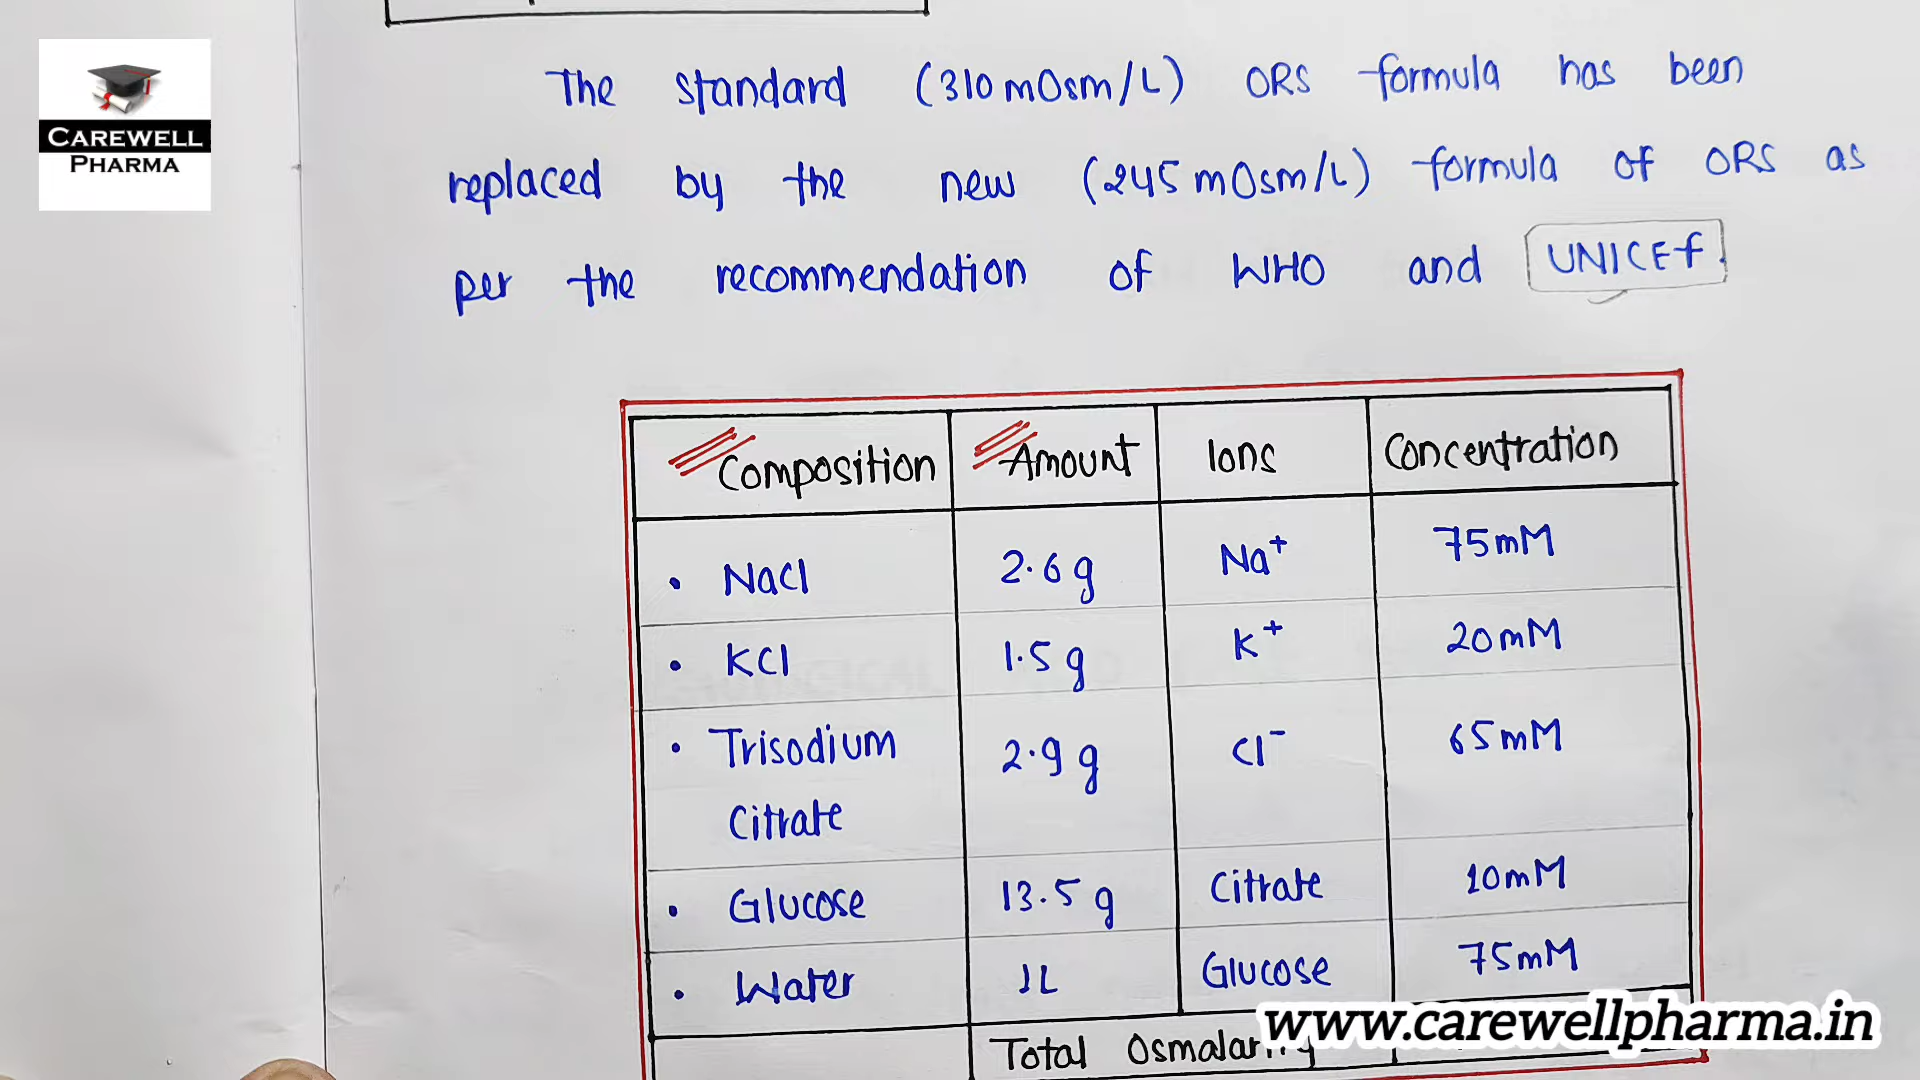 CAREWELL
PHARMA
The standard (310 mOsm/L) ORS formula has been
replaced by the new (245 mOsm/L) formula of ORS as
per the recommendation of WHO and UNICEF.
Composition Amount Ions Concentration
• NaCl 2.6 g Na+ 75mM
• KCl 1.5 g K+ 20mM
• Trisodium 2.9 g Cl- 65mM
Citrate
• Glucose 13.5 g Citrate 10mM
• Water 1L Glucose 75mM
www.carewellpharma.in
Total Osmalarity